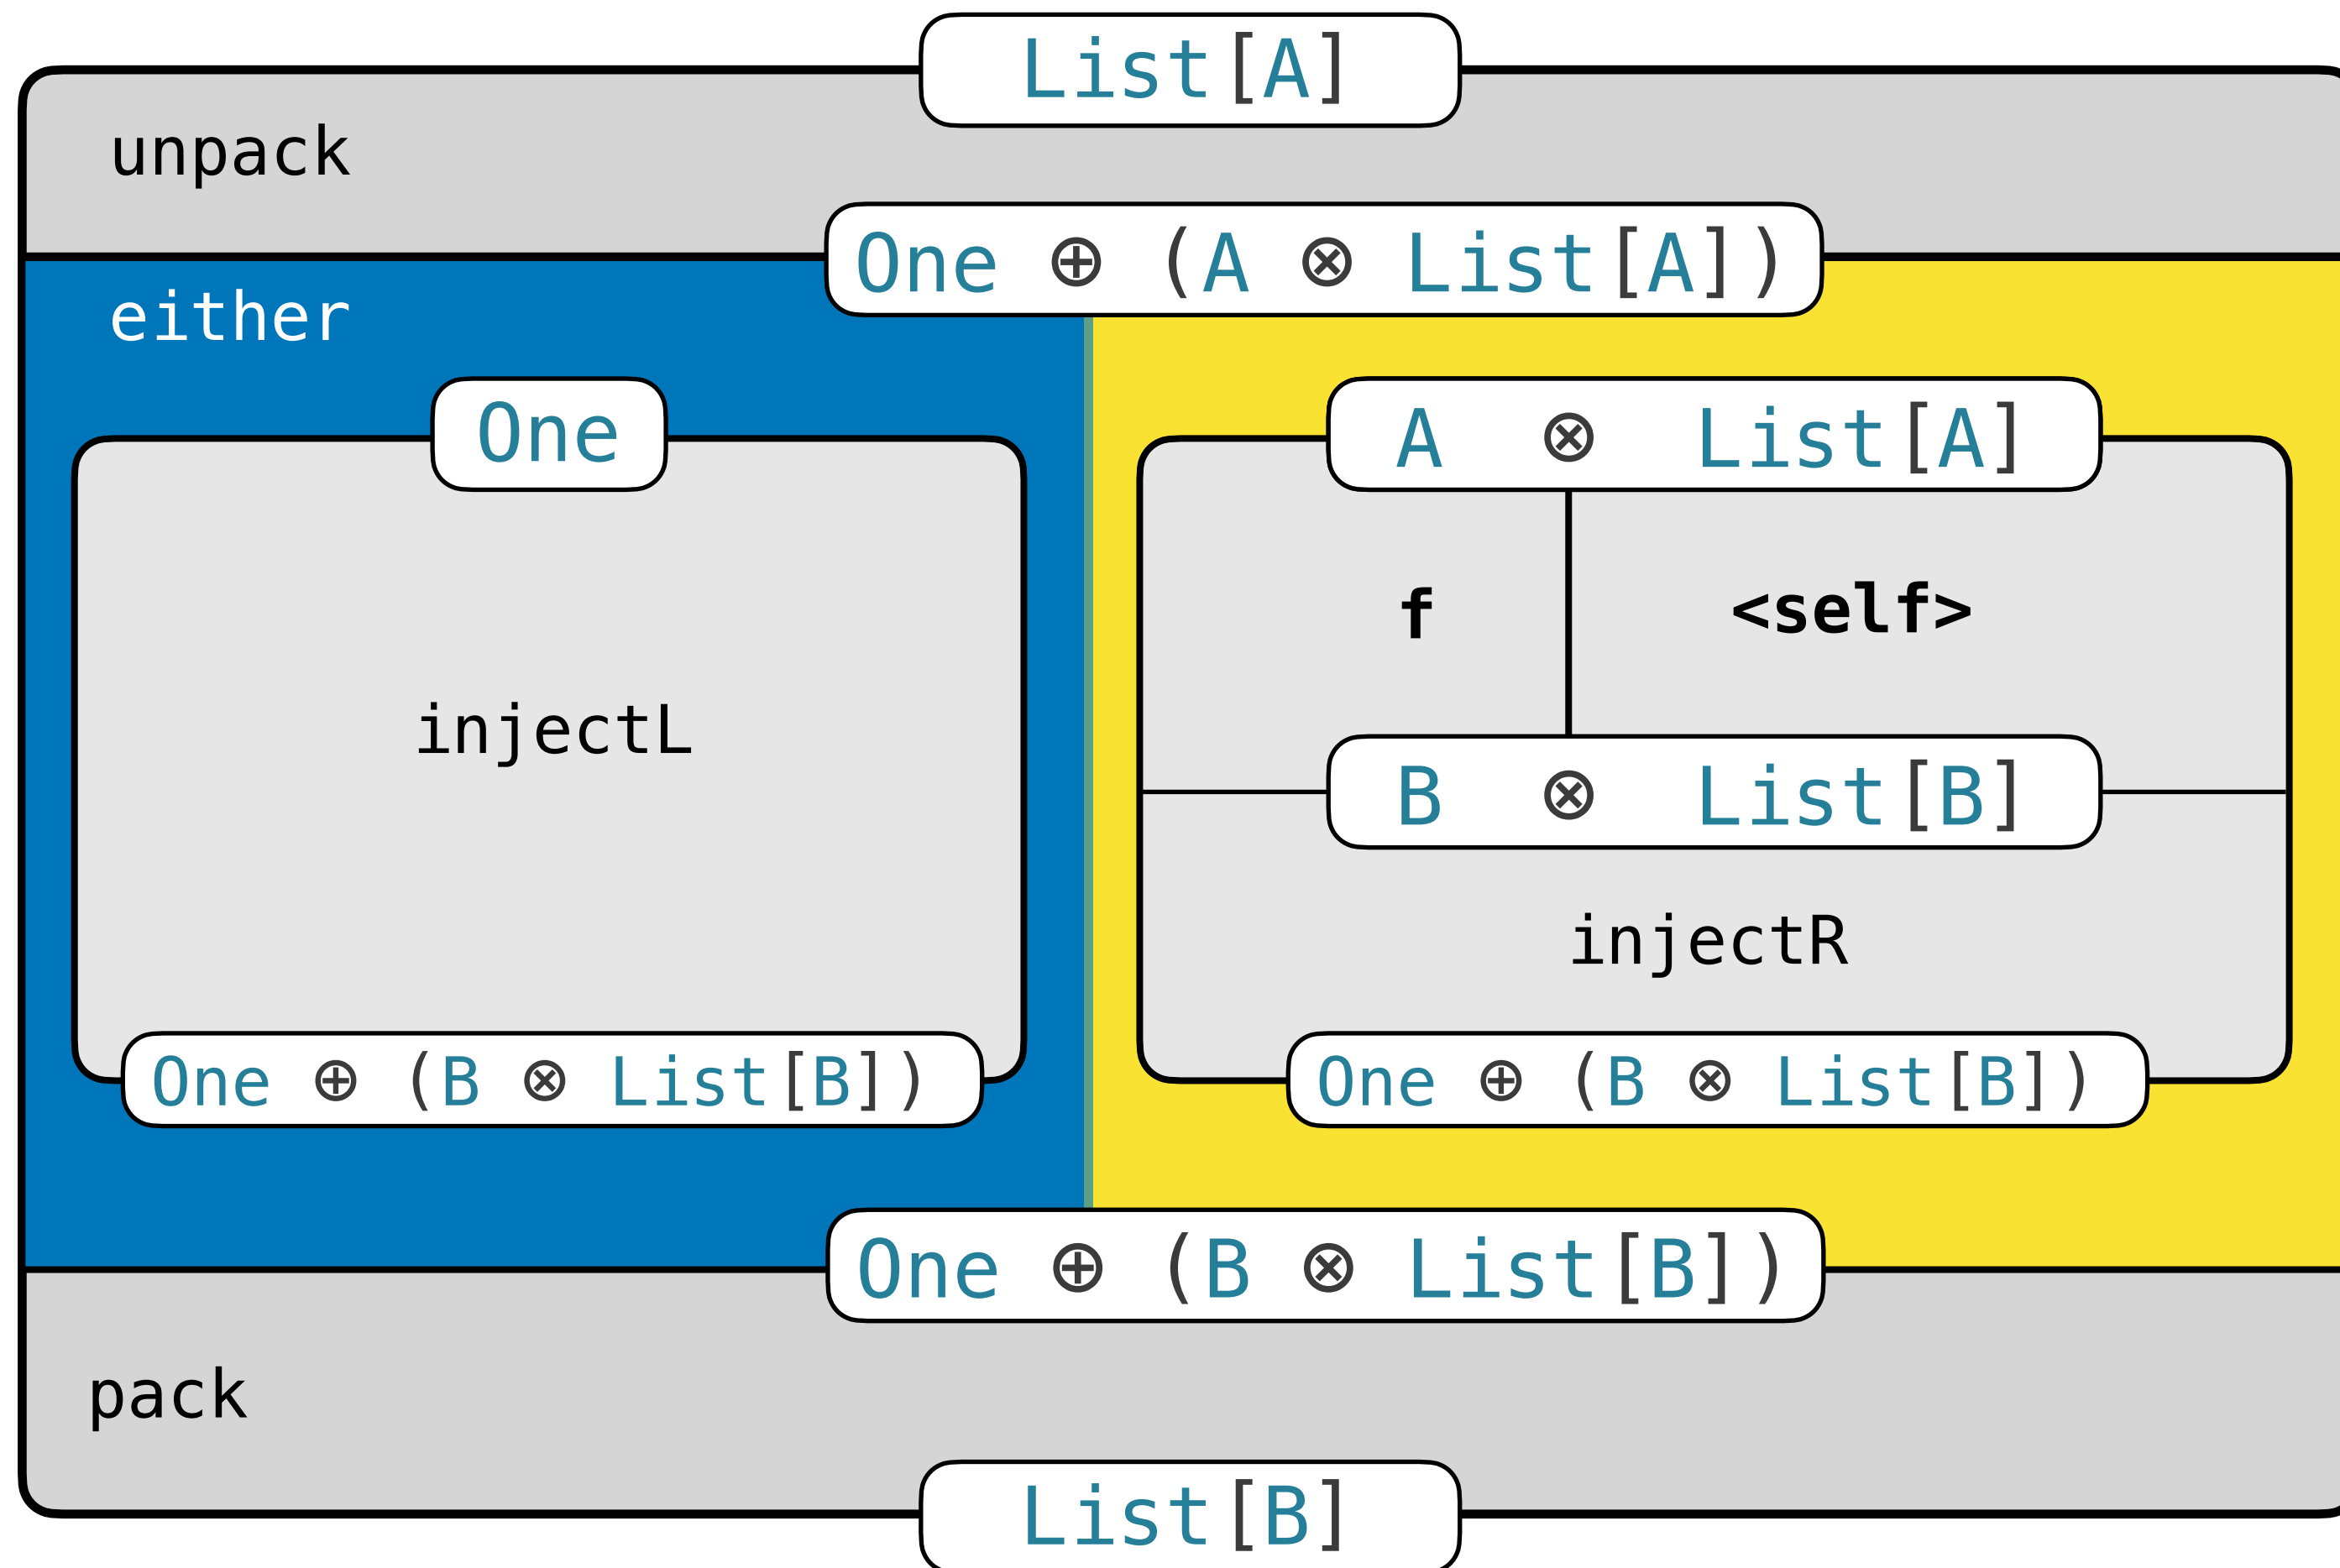 List[A]
unpack
One ⊕ (A ⊗ List[A])
either
One
A ⊗ List[A]
f
<self>
injectL
B ⊗ List[B]
injectR
One ⊕ (B ⊗ List[B])
One ⊕ (B ⊗ List[B])
One ⊕ (B ⊗ List[B])
pack
List[B]